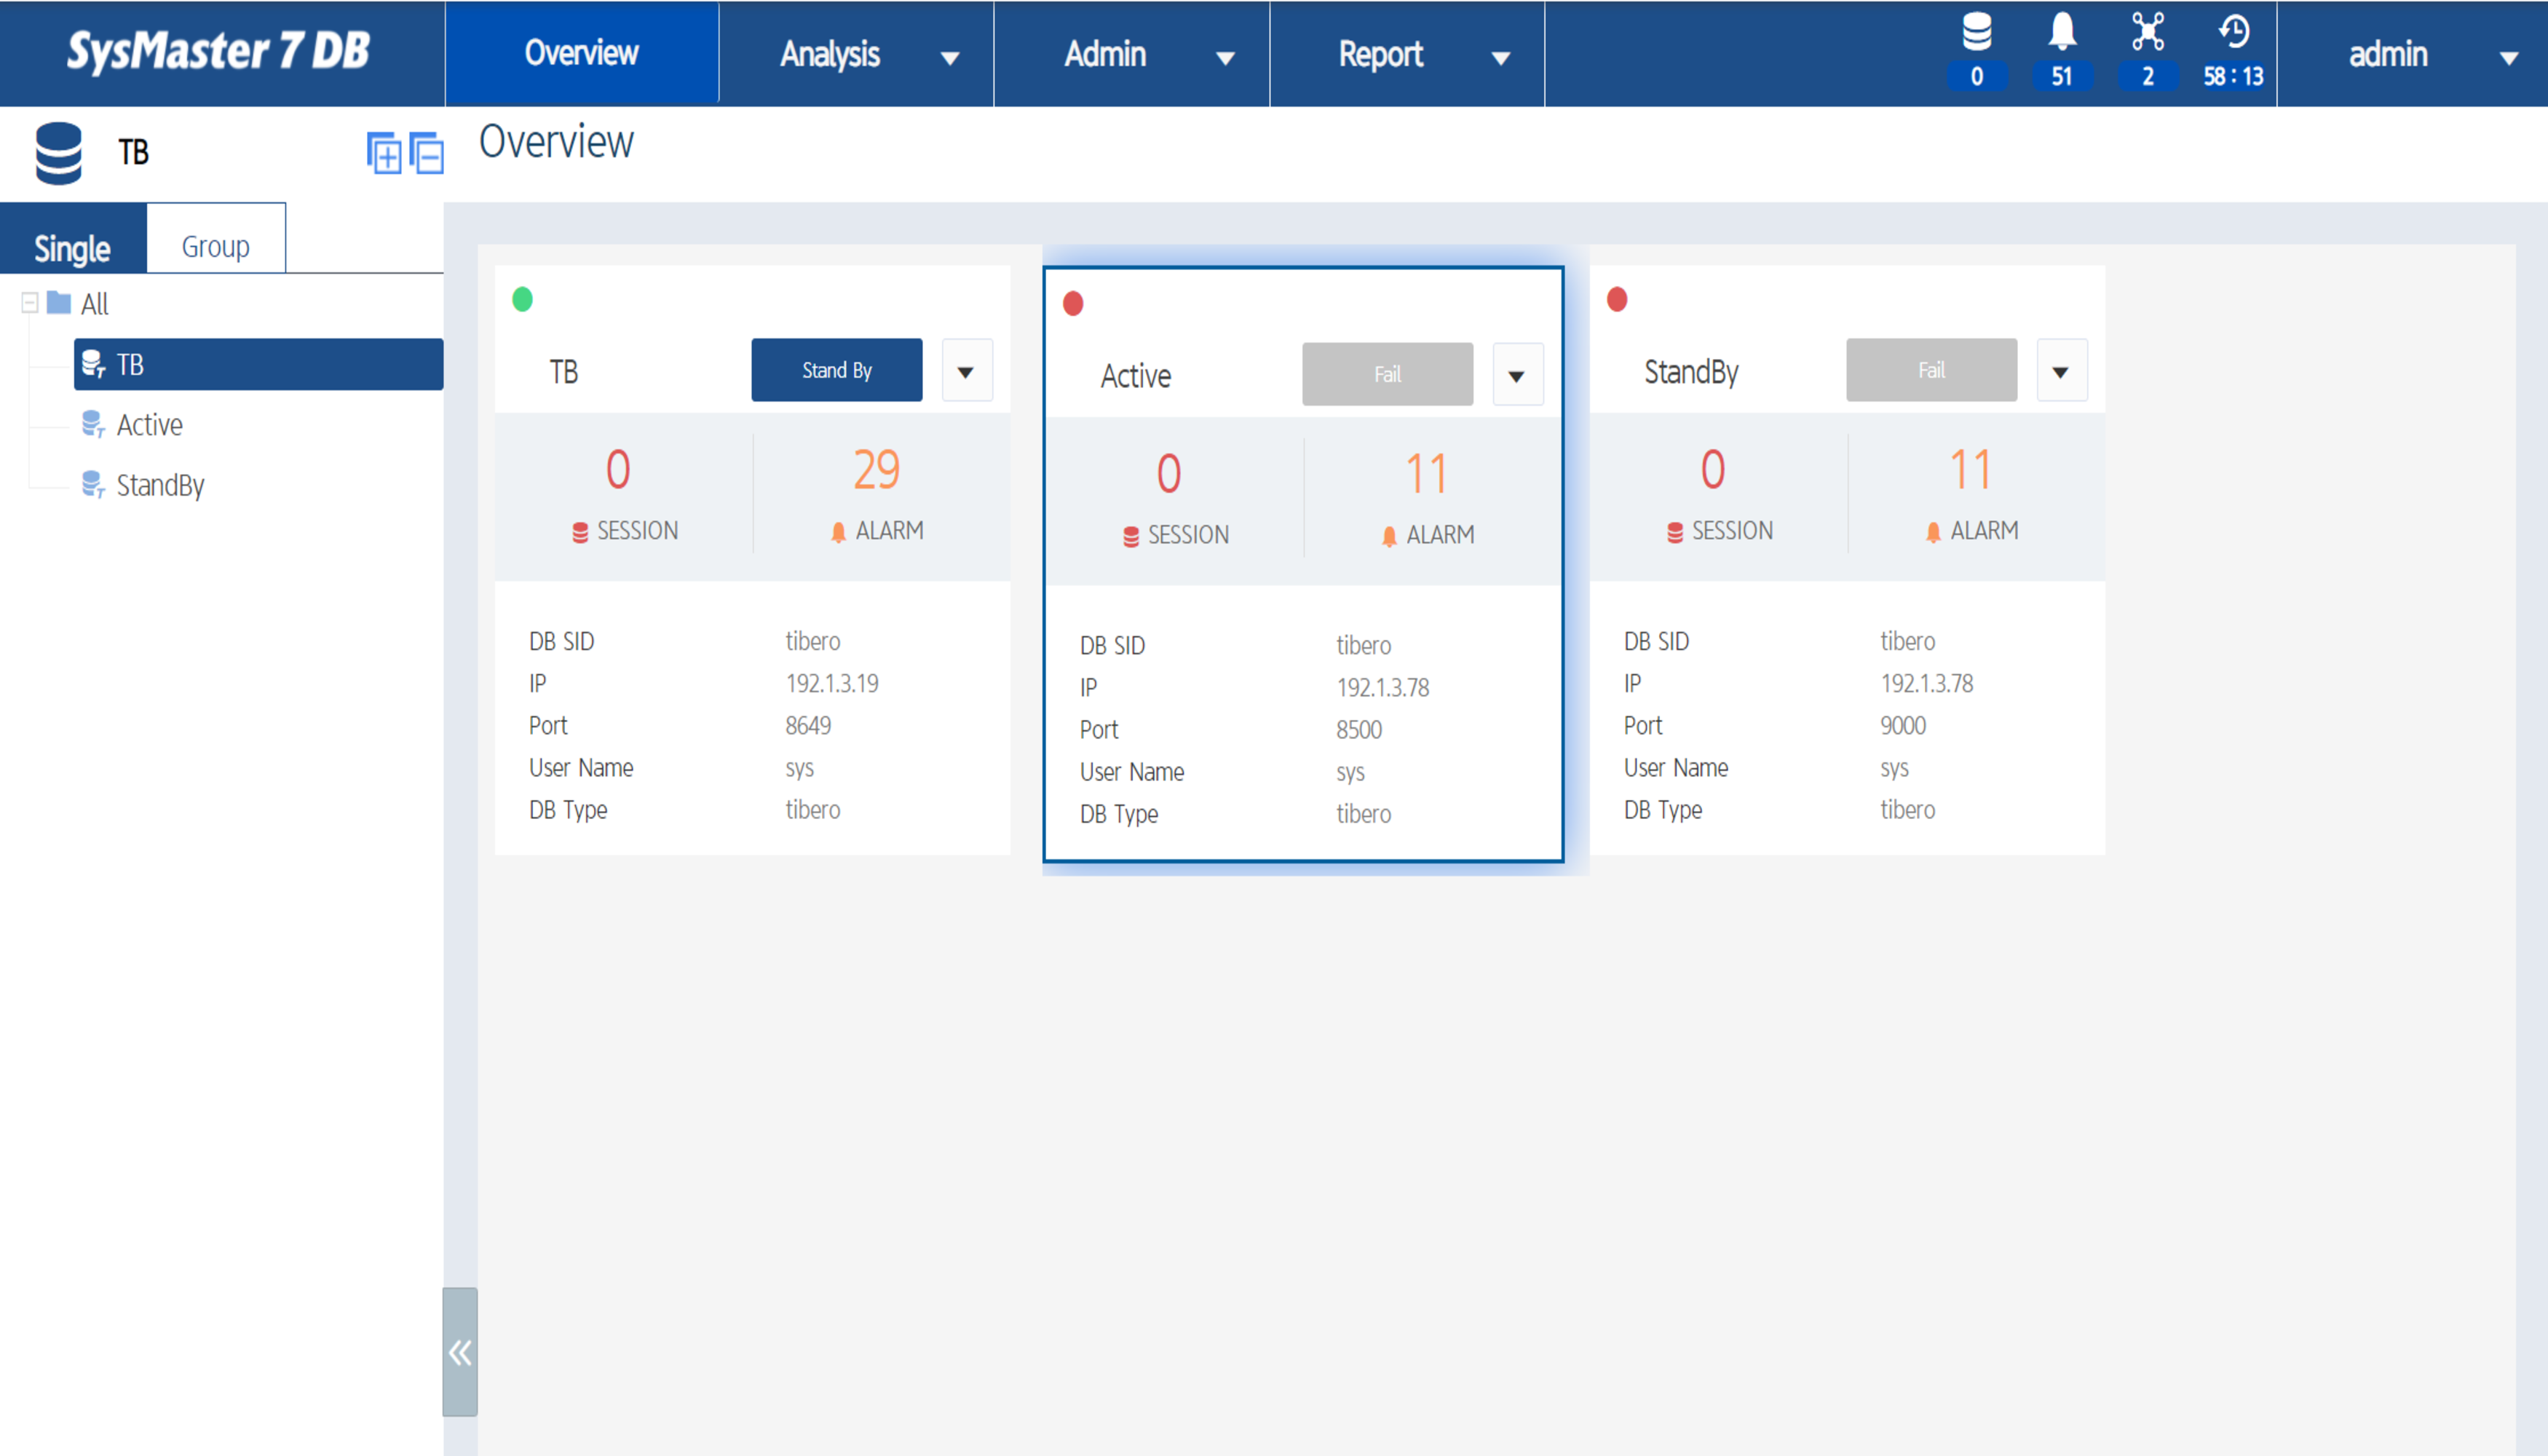 SysMaster 7 DB
Overview
Analysis
Admin
Report
0
51
2
58 : 13
admin
TB
Overview
Single
Group
All
TB
Active
StandBy
TB
Stand By
0
29
SESSION
ALARM
DB SID tibero
IP 192.1.3.19
Port 8649
User Name sys
DB Type tibero
Active
Fail
0
11
SESSION
ALARM
DB SID tibero
IP 192.1.3.78
Port 8500
User Name sys
DB Type tibero
StandBy
Fail
0
11
SESSION
ALARM
DB SID tibero
IP 192.1.3.78
Port 9000
User Name sys
DB Type tibero